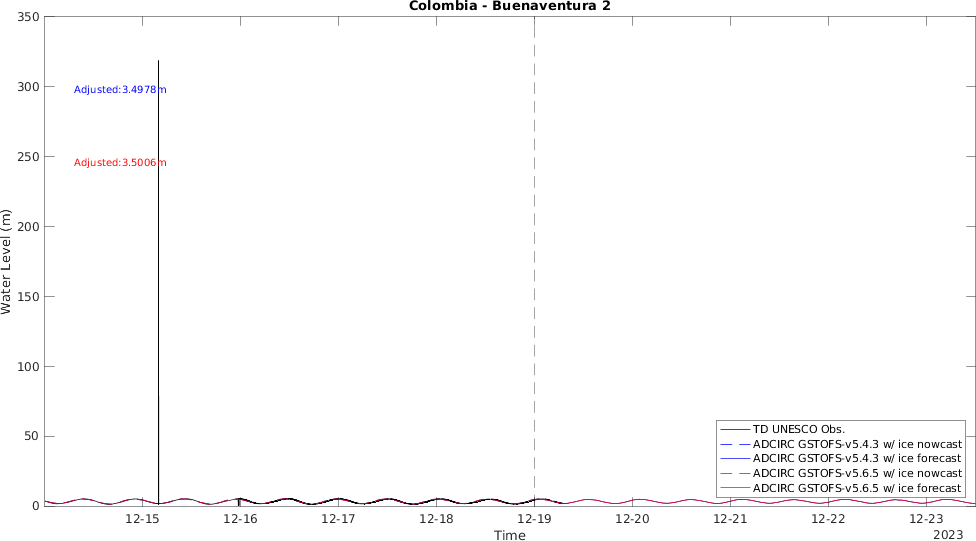 Colombia - Buenaventura 2
350
300
250
200
150
100
50
0
Water Level (m)
Adjusted:3.4978m
Adjusted:3.5006m
TD UNESCO Obs.
ADCIRC GSTOFS-v5.4.3 w/ ice nowcast
ADCIRC GSTOFS-v5.4.3 w/ ice forecast
ADCIRC GSTOFS-v5.6.5 w/ ice nowcast
ADCIRC GSTOFS-v5.6.5 w/ ice forecast
12-15 12-16 12-17 12-18 12-19 12-20 12-21 12-22 12-23
Time
2023